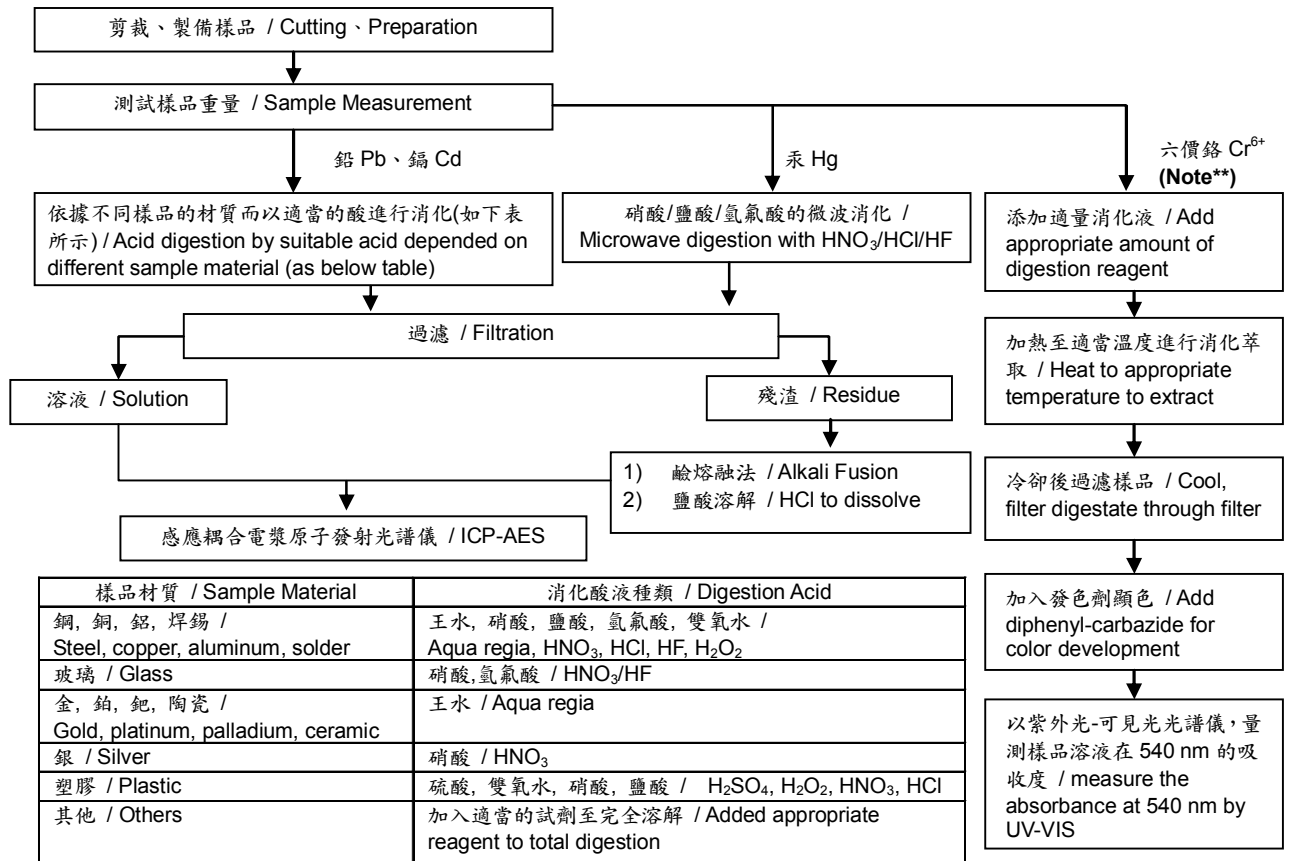 剪裁、製備樣品 / Cutting、Preparation
測試樣品重量 / Sample Measurement
鉛 Pb、鎘 Cd
汞 Hg
六價鉻 Cr⁶⁺
(Note**)
依據不同樣品的材質而以適當的酸進行消化(如下表
所示) / Acid digestion by suitable acid depended on
different sample material (as below table)
硝酸/鹽酸/氫氟酸的微波消化 /
Microwave digestion with HNO₃/HCl/HF
添加適量消化液 / Add
appropriate amount of
digestion reagent
過濾 / Filtration
加熱至適當溫度進行消化萃
取 / Heat to appropriate
temperature to extract
溶液 / Solution
殘渣 / Residue
1) 鹼熔融法 / Alkali Fusion
2) 鹽酸溶解 / HCl to dissolve
冷卻後過濾樣品 / Cool,
filter digestate through filter
感應耦合電漿原子發射光譜儀 / ICP-AES
加入發色劑顯色 / Add
diphenyl-carbazide for
color development
以紫外光-可見光光譜儀，量
測樣品溶液在 540 nm 的吸
收度 / measure the
absorbance at 540 nm by
UV-VIS
樣品材質 / Sample Material
消化酸液種類 / Digestion Acid
鋼, 銅, 鋁, 焊錫 /
Steel, copper, aluminum, solder
王水, 硝酸, 鹽酸, 氫氟酸, 雙氧水 /
Aqua regia, HNO₃, HCl, HF, H₂O₂
玻璃 / Glass
硝酸,氫氟酸 / HNO₃/HF
金, 鉑, 鈀, 陶瓷 /
Gold, platinum, palladium, ceramic
王水 / Aqua regia
銀 / Silver
硝酸 / HNO₃
塑膠 / Plastic
硫酸, 雙氧水, 硝酸, 鹽酸 / H₂SO₄, H₂O₂, HNO₃, HCl
其他 / Others
加入適當的試劑至完全溶解 / Added appropriate
reagent to total digestion